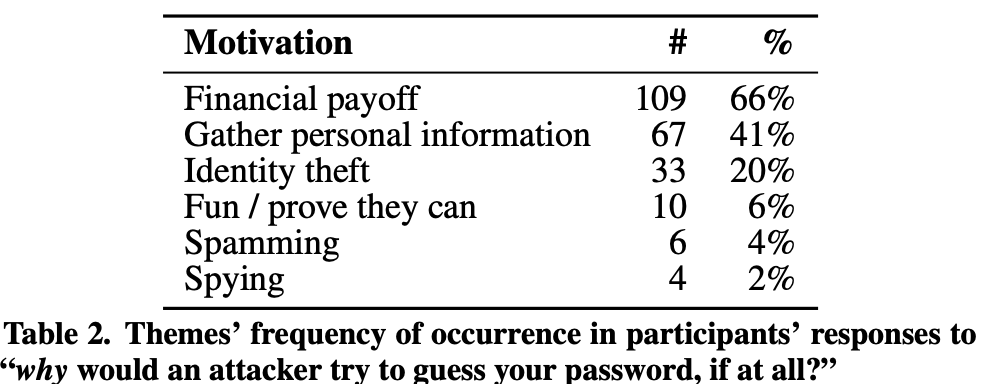 Motivation # %
Financial payoff 109 66%
Gather personal information 67 41%
Identity theft 33 20%
Fun / prove they can 10 6%
Spamming 6 4%
Spying 4 2%
Table 2. Themes’ frequency of occurrence in participants’ responses to
“why would an attacker try to guess your password, if at all?”